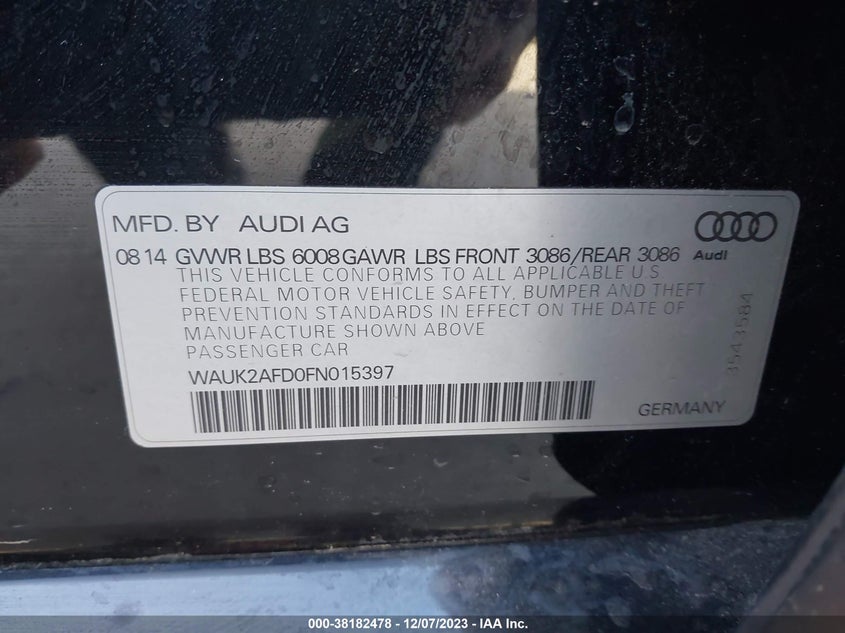 MFD. BY AUDI AG
08 14 GVWR LBS 6008 GAWR LBS FRONT 3086/REAR 3086
Audi
THIS VEHICLE CONFORMS TO ALL APPLICABLE U.S
FEDERAL MOTOR VEHICLE SAFETY, BUMPER AND THEFT
PREVENTION STANDARDS IN EFFECT ON THE DATE OF
MANUFACTURE SHOWN ABOVE
PASSENGER CAR
3543584
WAUK2AFD0FN015397
GERMANY
000-38182478 - 12/07/2023 - IAA Inc.